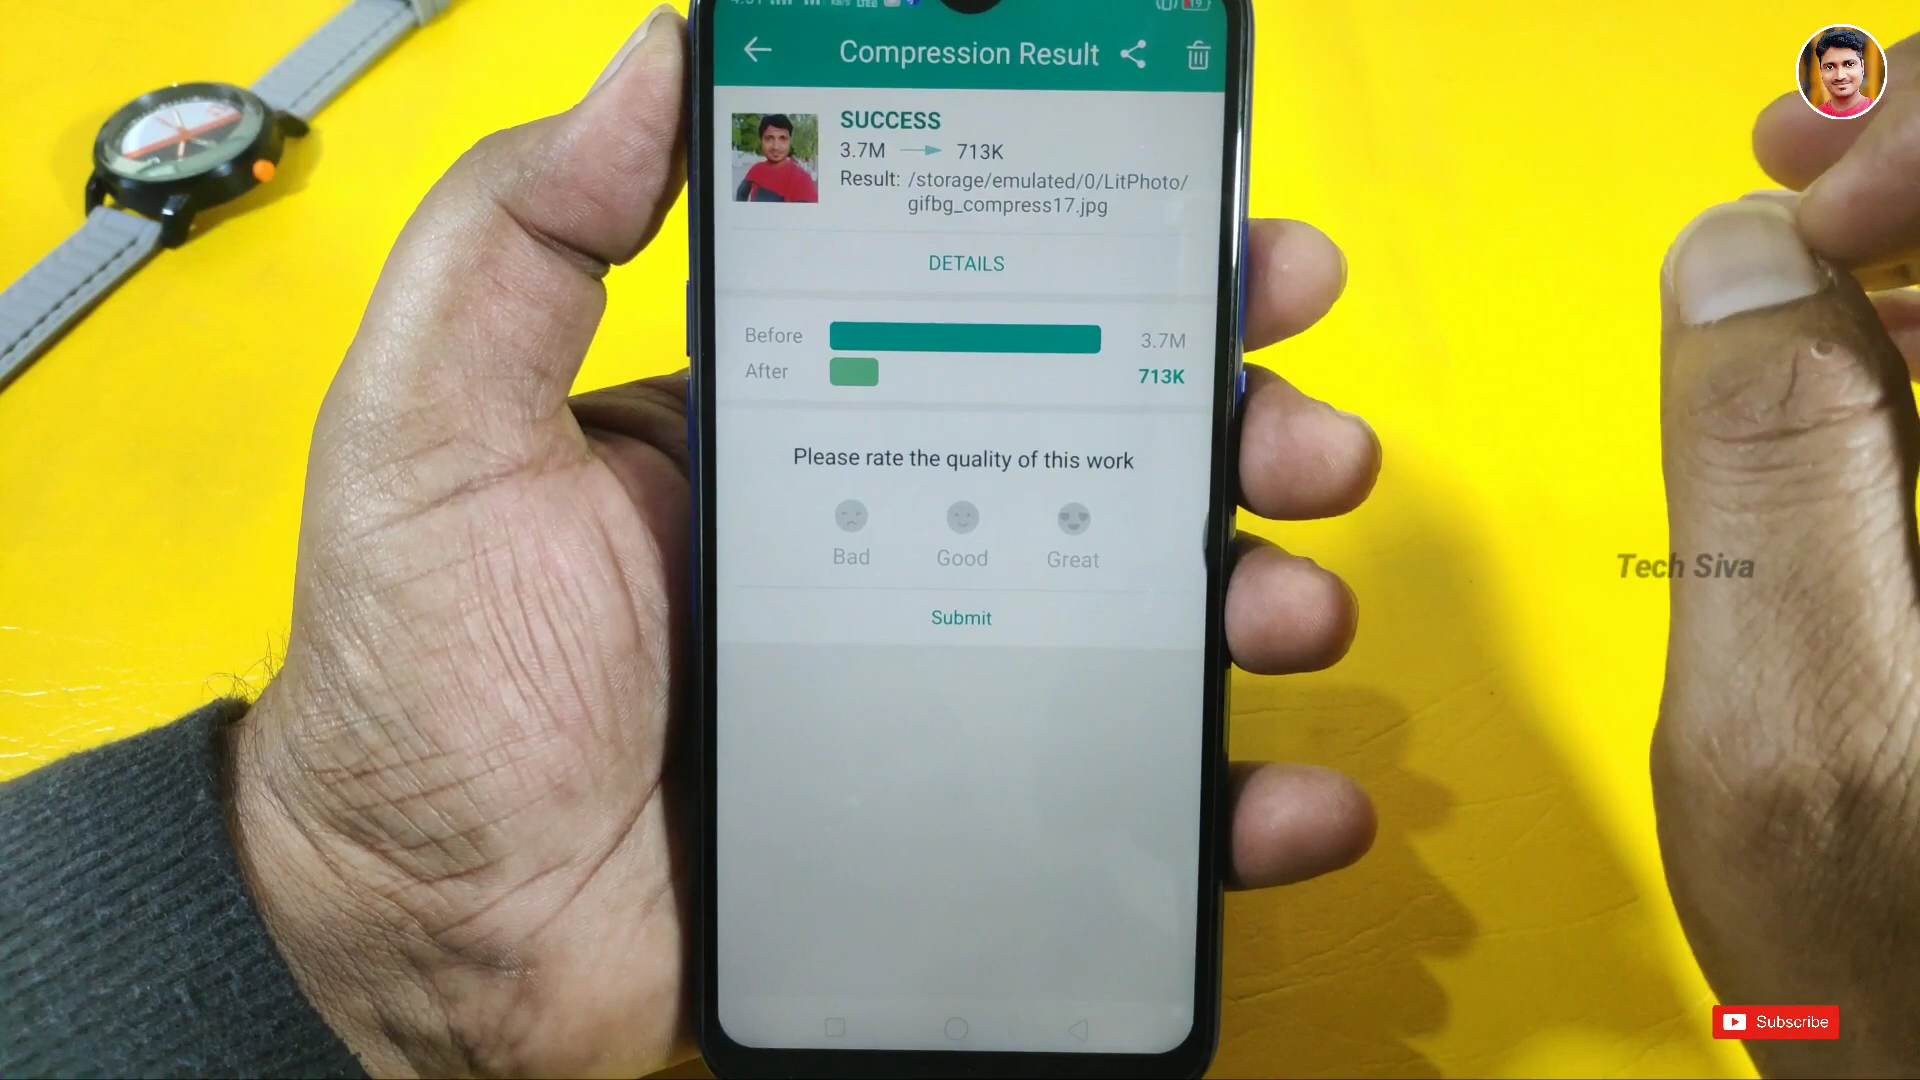 Compression Result
SUCCESS
3.7M 713K
Result: /storage/emulated/0/LitPhoto/
gifbg_compress17.jpg
DETAILS
Before 3.7M
After 713K
Please rate the quality of this work
Bad Good Great
Submit
Tech Siva
Subscribe